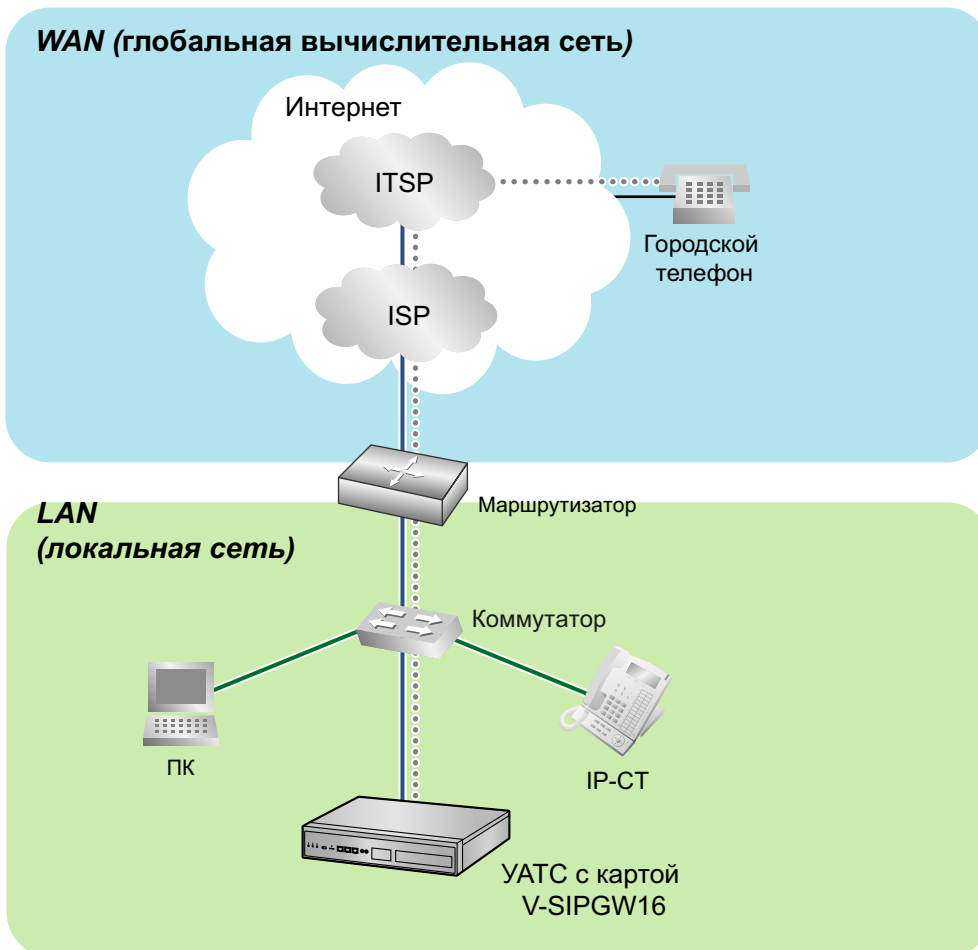 WAN (глобальная вычислительная сеть)
Интернет
ITSP
Городской
телефон
ISP
Маршрутизатор
LAN
(локальная сеть)
Коммутатор
ПК
IP-СТ
УАТС с картой
V-SIPGW16